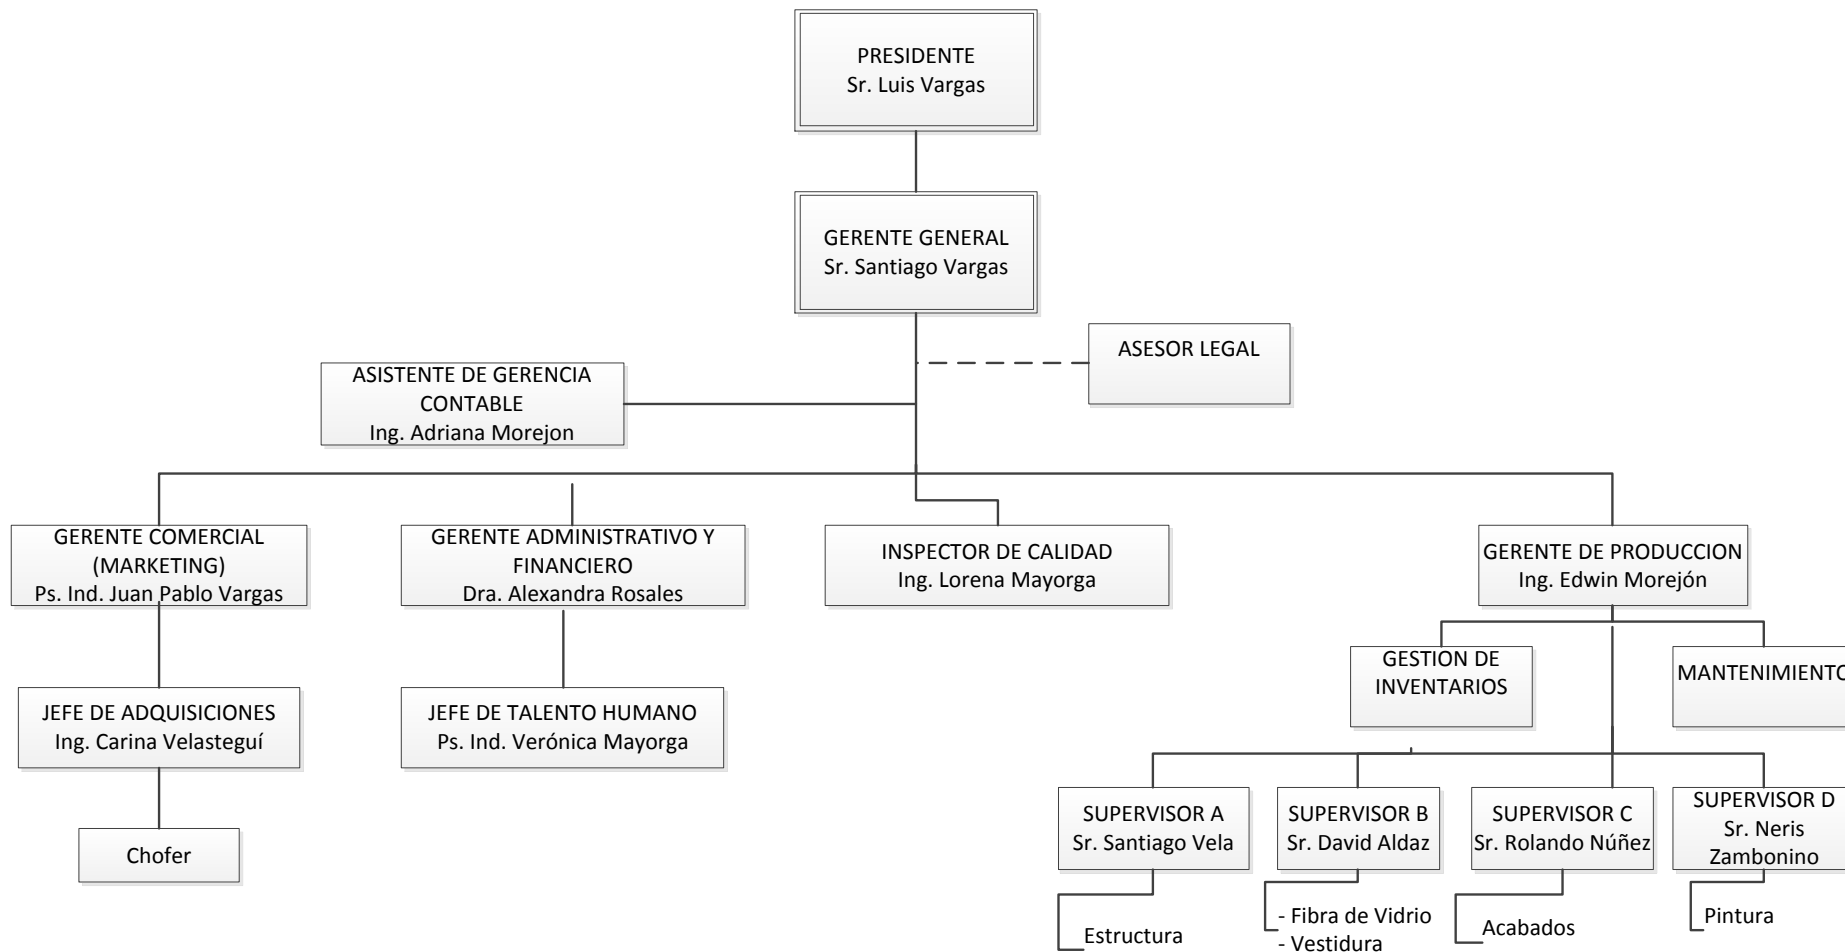 PRESIDENTE
Sr. Luis Vargas
GERENTE GENERAL
Sr. Santiago Vargas
ASESOR LEGAL
ASISTENTE DE GERENCIA
CONTABLE
Ing. Adriana Morejon
GERENTE COMERCIAL
(MARKETING)
Ps. Ind. Juan Pablo Vargas
GERENTE ADMINISTRATIVO Y
FINANCIERO
Dra. Alexandra Rosales
INSPECTOR DE CALIDAD
Ing. Lorena Mayorga
GERENTE DE PRODUCCION
Ing. Edwin Morejón
GESTION DE
INVENTARIOS
MANTENIMIENTO
JEFE DE ADQUISICIONES
Ing. Carina Velasteguí
JEFE DE TALENTO HUMANO
Ps. Ind. Verónica Mayorga
Chofer
SUPERVISOR A
Sr. Santiago Vela
SUPERVISOR B
Sr. David Aldaz
SUPERVISOR C
Sr. Rolando Núñez
SUPERVISOR D
Sr. Neris
Zambonino
Estructura
- Fibra de Vidrio
- Vestidura
Acabados
Pintura